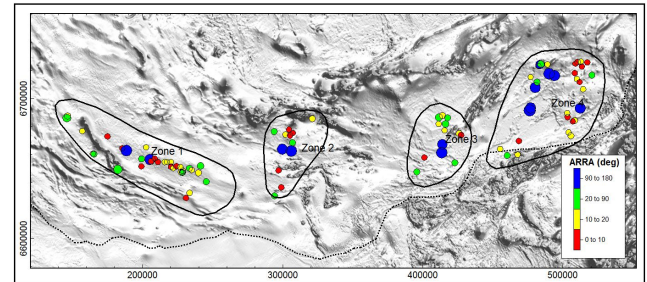 6700000
6600000
Zone 1
Zone 2
Zone 3
Zone 4
ARRA (deg)
90 to 180
20 to 90
10 to 20
0 to 10
200000
300000
400000
500000